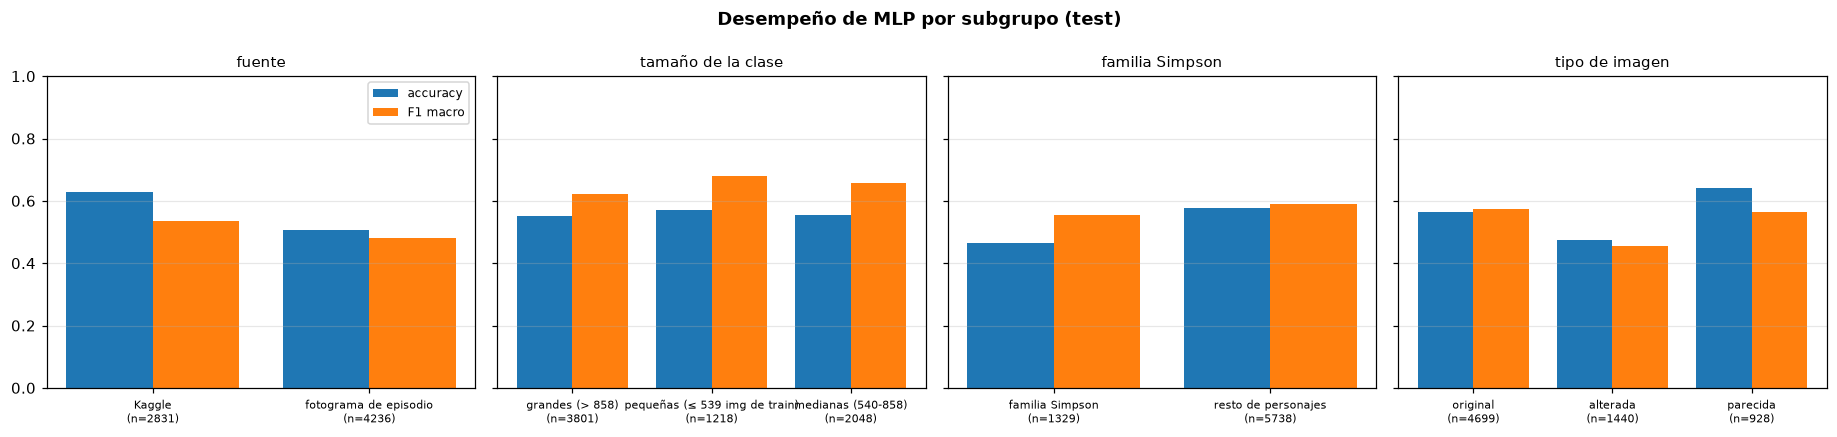 Desempeño de MLP por subgrupo (test)
fuente
1.0
0.8
0.6
0.4
0.2
0.0
accuracy
F1 macro
Kaggle
(n=2831)
fotograma de episodio
(n=4236)
tamaño de la clase
grandes (> 858)
(n=3801)
pequeñas (≤ 539 img de train)
(n=1218)
medianas (540-858)
(n=2048)
familia Simpson
familia Simpson
(n=1329)
resto de personajes
(n=5738)
tipo de imagen
original
(n=4699)
alterada
(n=1440)
parecida
(n=928)